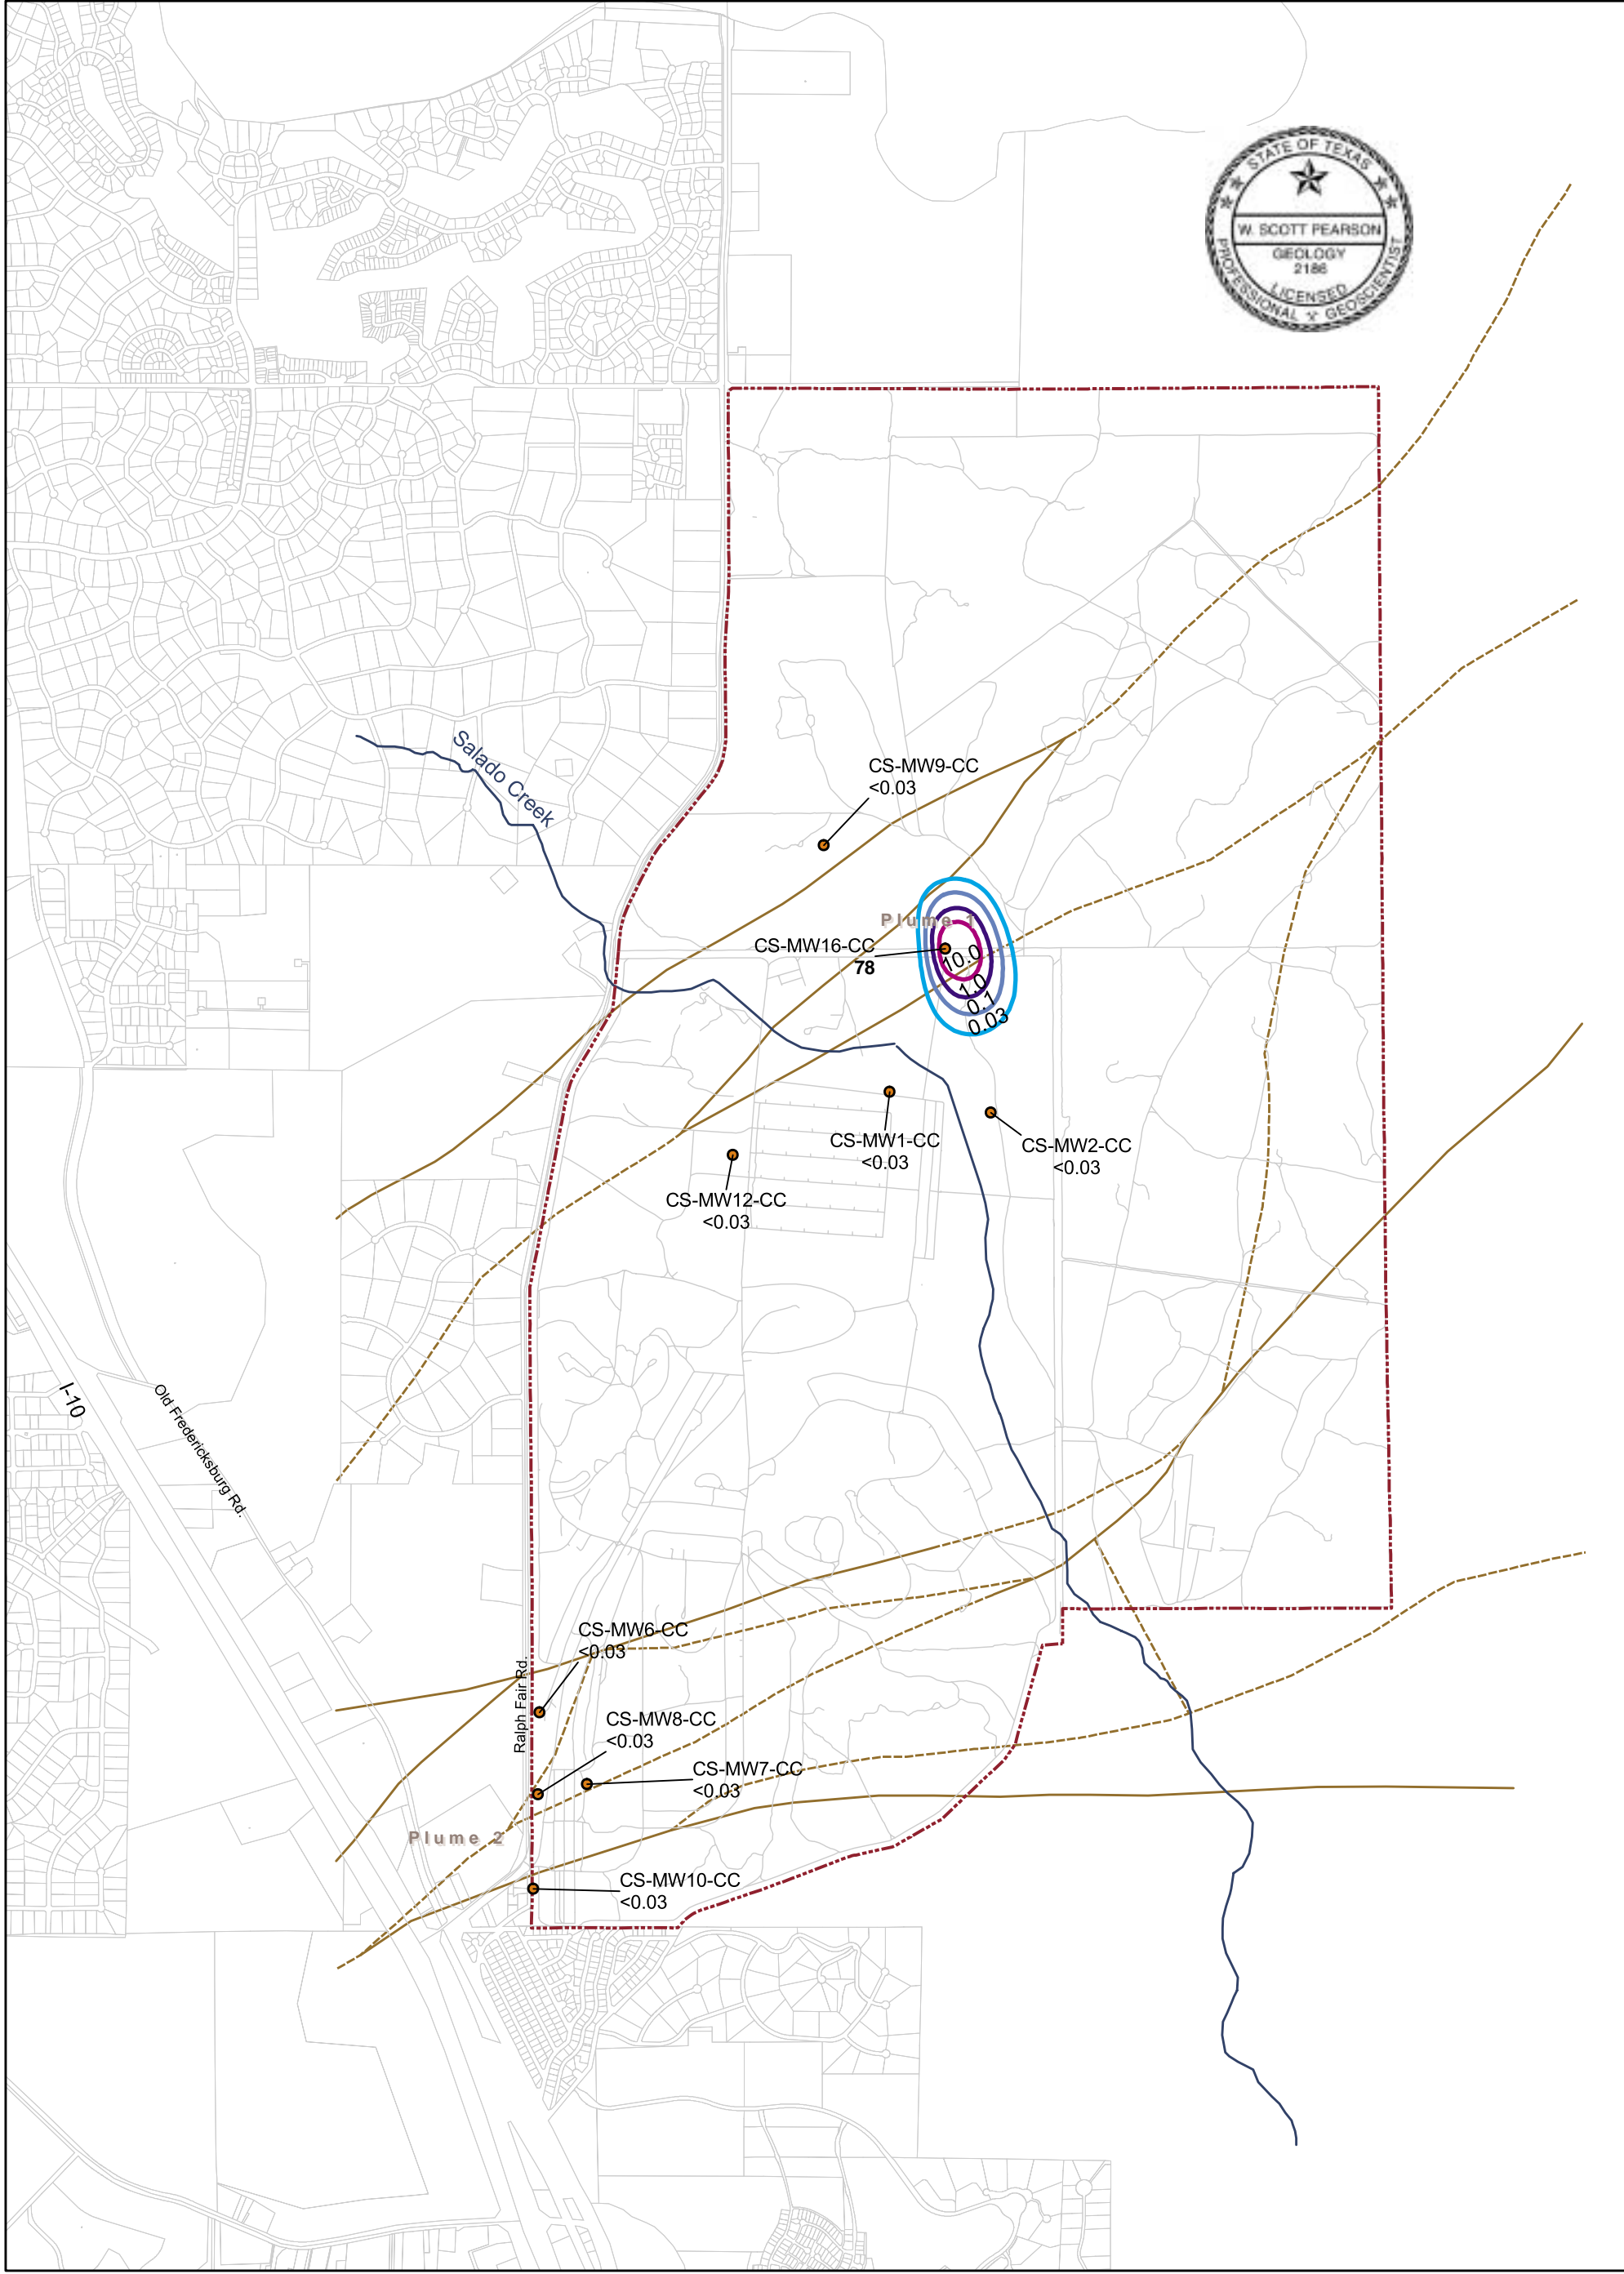 STATE OF TEXAS
W. SCOTT PEARSON
GEOLOGY
2186
LICENSED
PROFESSIONAL GEOSCIENTIST
Salado Creek
CS-MW9-CC
<0.03
Plume 1
CS-MW16-CC
78
10.0
1.0
0.1
0.03
CS-MW1-CC
<0.03
CS-MW2-CC
<0.03
CS-MW12-CC
<0.03
I-10
Old Fredericksburg Rd.
CS-MW6-CC
<0.03
Ralph Fair Rd.
CS-MW8-CC
<0.03
CS-MW7-CC
<0.03
Plume 2
CS-MW10-CC
<0.03